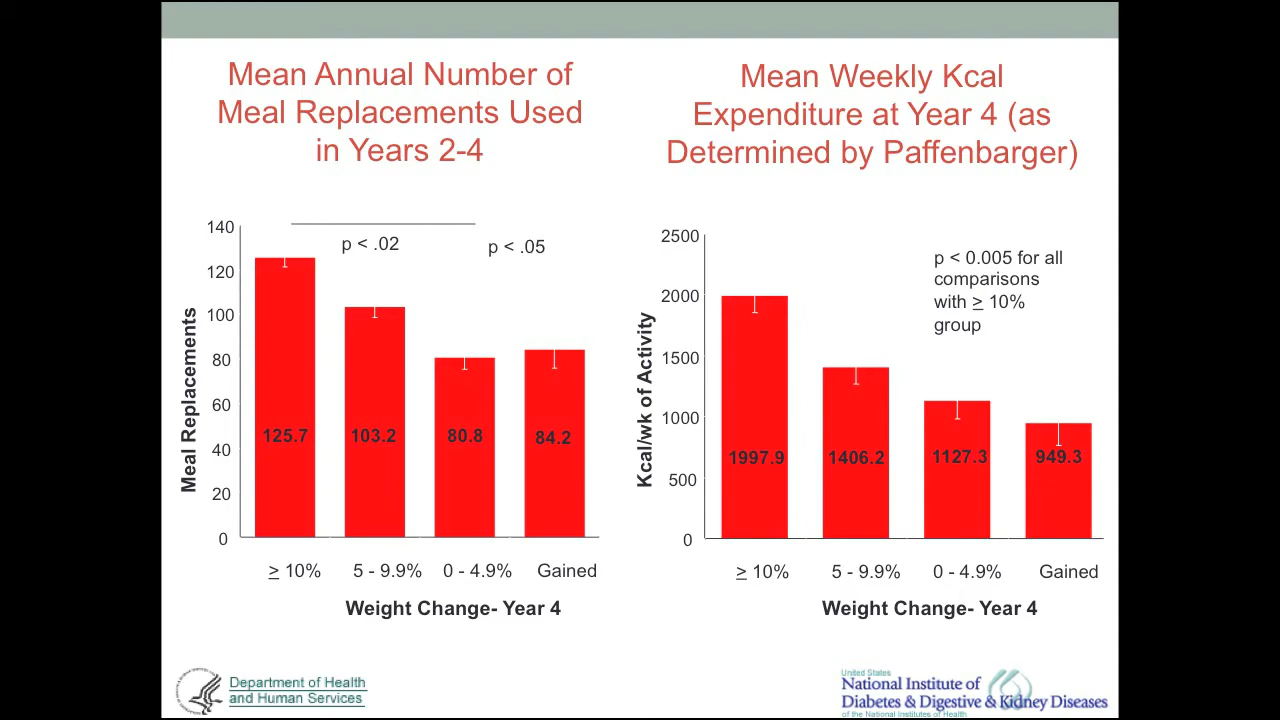 Mean Annual Number of
Meal Replacements Used
in Years 2-4
140
120
100
80
60
40
20
0
Meal Replacements
p < .02
p < .05
125.7
103.2
80.8
84.2
≥ 10%
5 - 9.9%
0 - 4.9%
Gained
Weight Change- Year 4
Mean Weekly Kcal
Expenditure at Year 4 (as
Determined by Paffenbarger)
2500
2000
1500
1000
500
0
Kcal/wk of Activity
p < 0.005 for all
comparisons
with ≥ 10%
group
1997.9
1406.2
1127.3
949.3
≥ 10%
5 - 9.9%
0 - 4.9%
Gained
Weight Change- Year 4
Department of Health
and Human Services
United States
National Institute of
Diabetes & Digestive & Kidney Diseases
of the National Institutes of Health